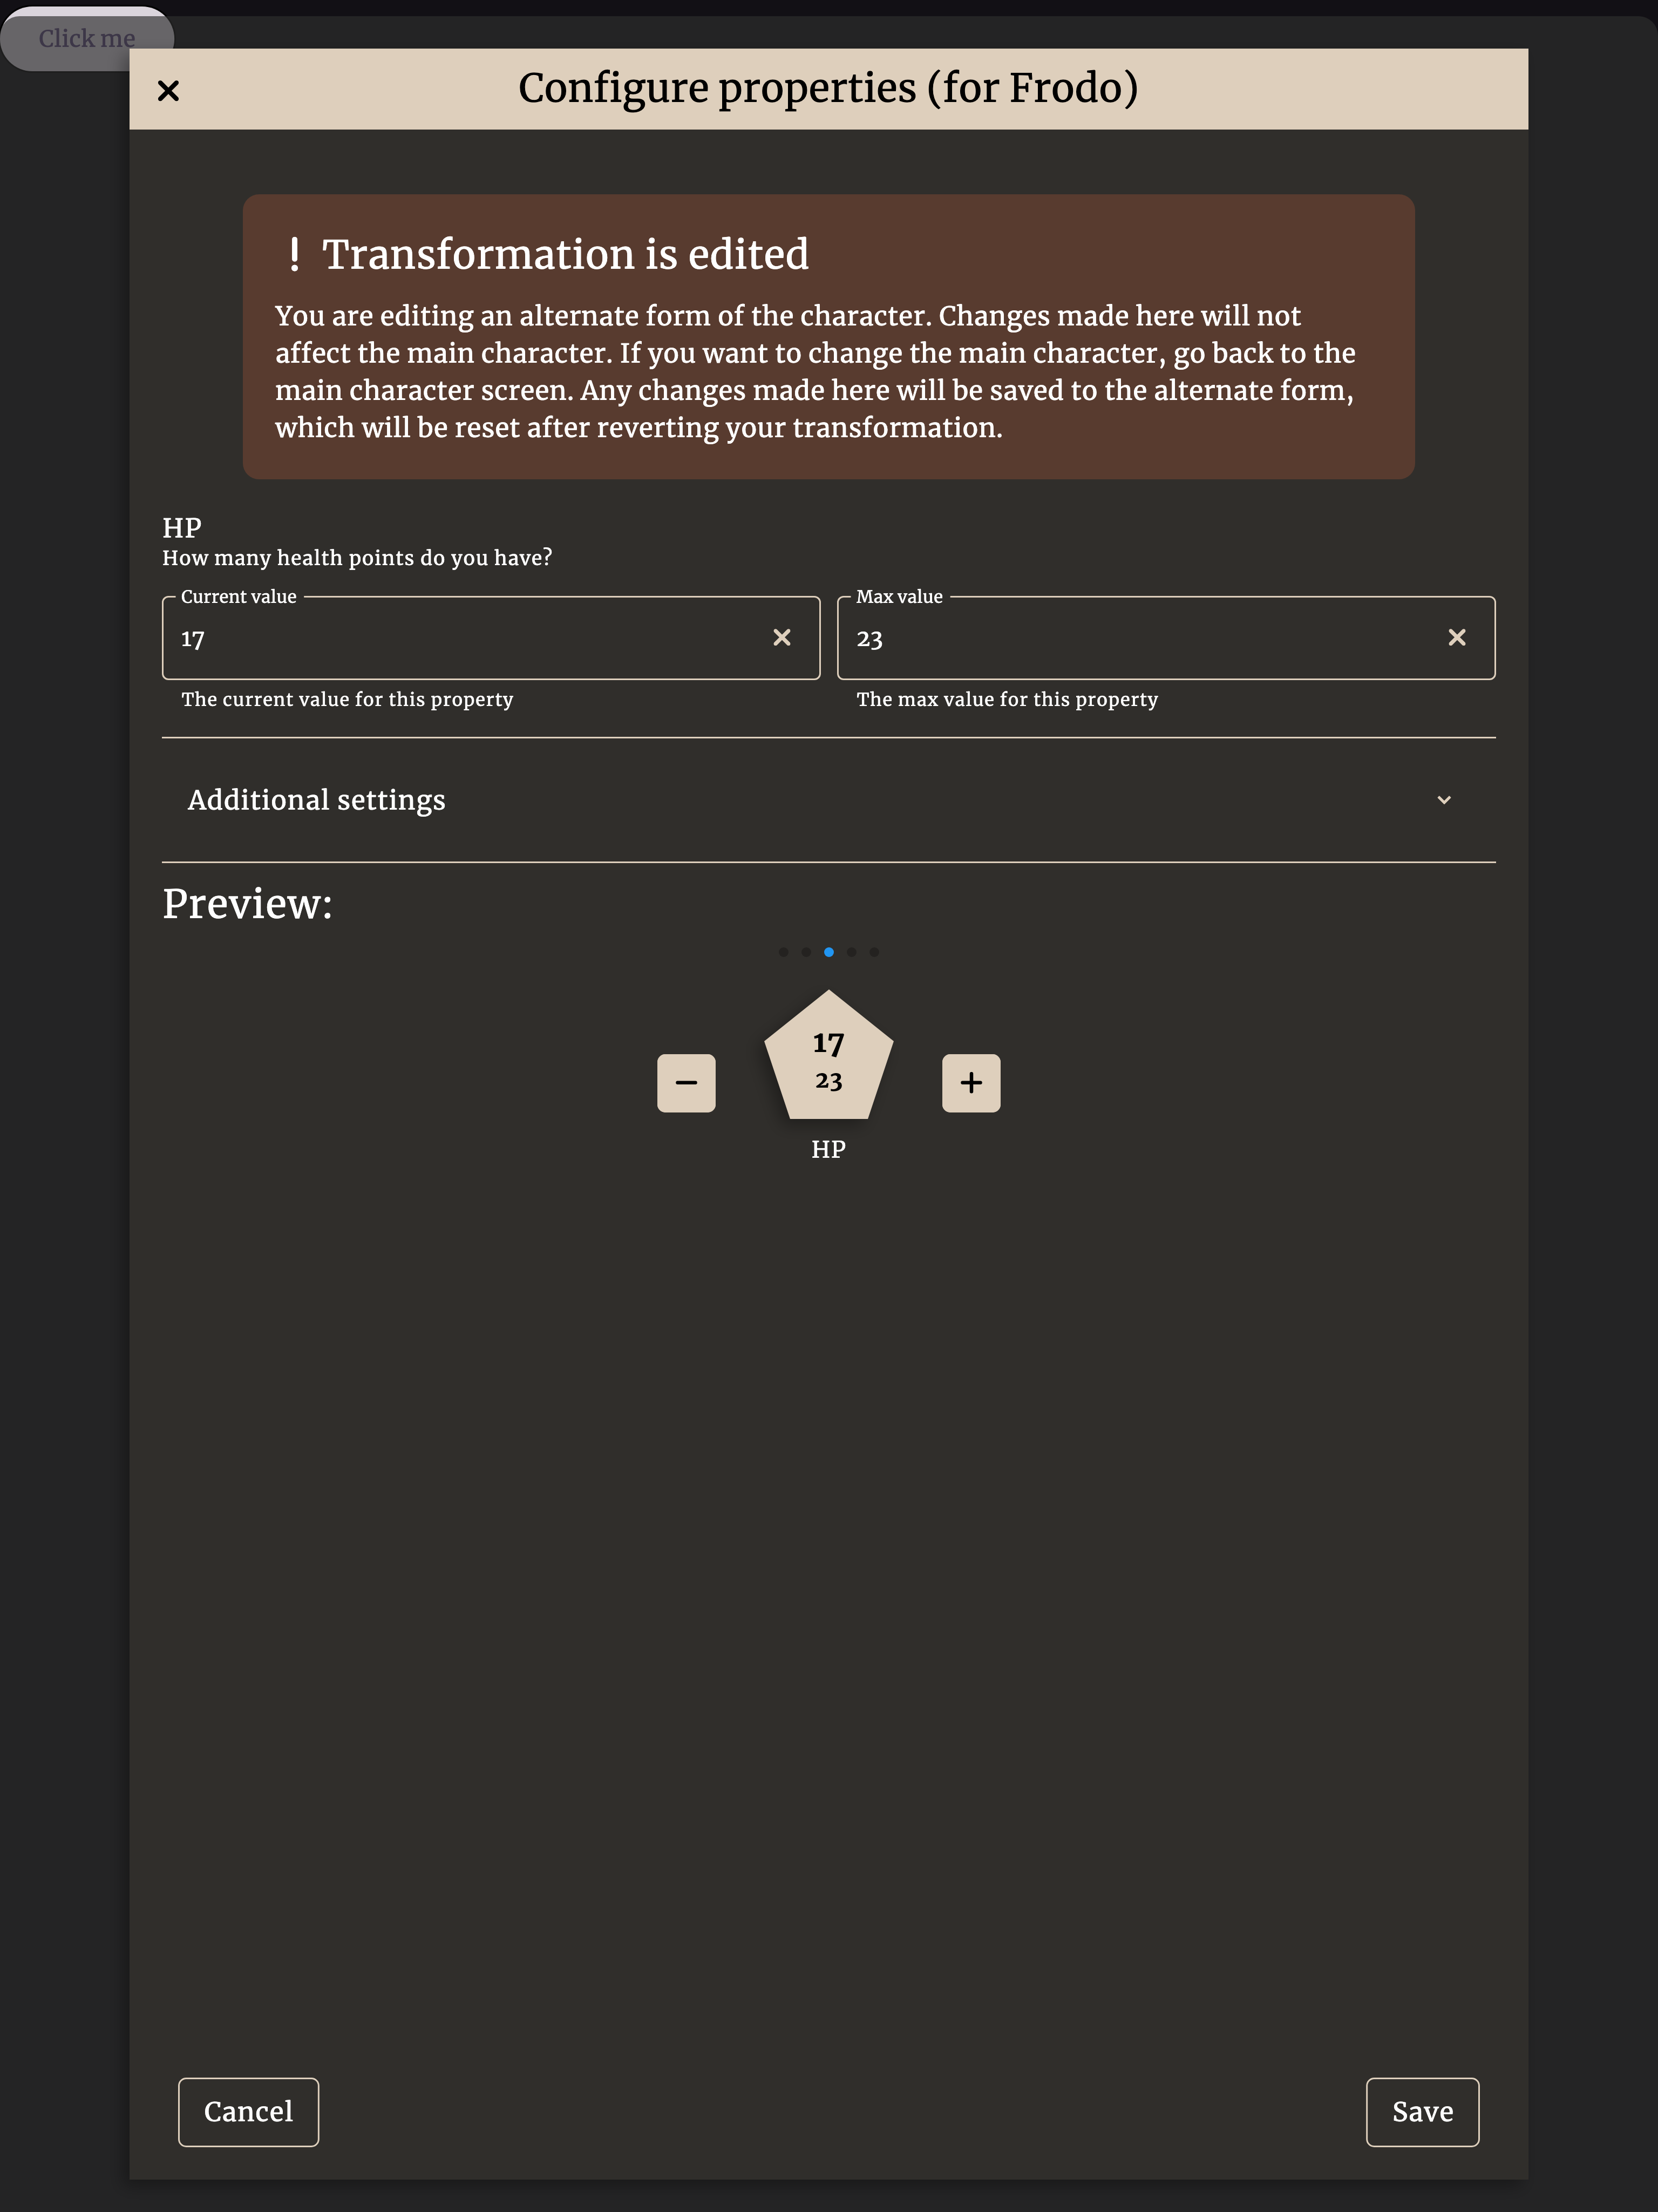 Click me
Configure properties (for Frodo)
! Transformation is edited
You are editing an alternate form of the character. Changes made here will not
affect the main character. If you want to change the main character, go back to the
main character screen. Any changes made here will be saved to the alternate form,
which will be reset after reverting your transformation.
HP
How many health points do you have?
Current value
17
The current value for this property
Max value
23
The max value for this property
Additional settings
Preview:
17
23
HP
Cancel
Save